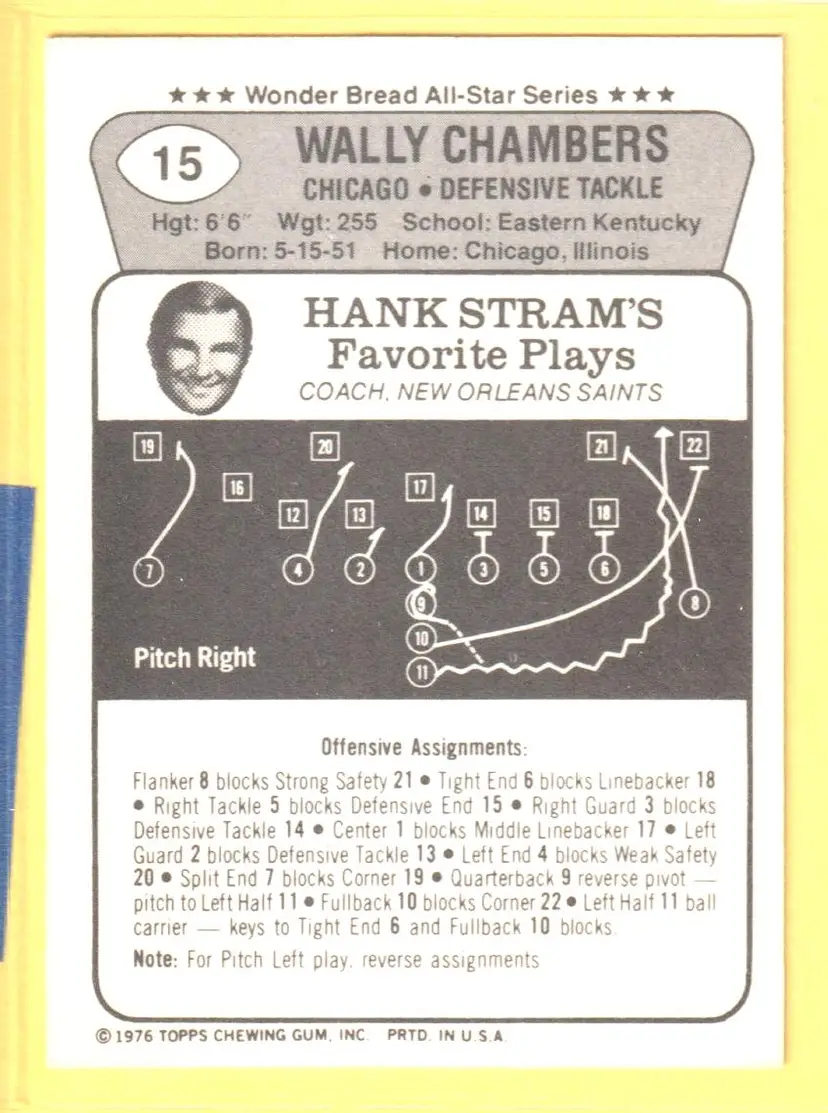 ★ ★ ★ Wonder Bread All-Star Series ★ ★ ★
15
WALLY CHAMBERS
CHICAGO • DEFENSIVE TACKLE
Hgt: 6'6" Wgt: 255 School: Eastern Kentucky
Born: 5-15-51 Home: Chicago, Illinois
HANK STRAM'S
Favorite Plays
COACH, NEW ORLEANS SAINTS
19 20 21 22
16 17
12 13 14 15 18
7 4 2 1 3 5 6
9 8
10
Pitch Right
11
Offensive Assignments:
Flanker 8 blocks Strong Safety 21 • Tight End 6 blocks Linebacker 18
• Right Tackle 5 blocks Defensive End 15 • Right Guard 3 blocks
Defensive Tackle 14 • Center 1 blocks Middle Linebacker 17 • Left
Guard 2 blocks Defensive Tackle 13 • Left End 4 blocks Weak Safety
20 • Split End 7 blocks Corner 19 • Quarterback 9 reverse pivot —
pitch to Left Half 11 • Fullback 10 blocks Corner 22 • Left Half 11 ball
carrier — keys to Tight End 6 and Fullback 10 blocks.
Note: For Pitch Left play, reverse assignments
© 1976 TOPPS CHEWING GUM, INC. PRTD. IN U.S.A.